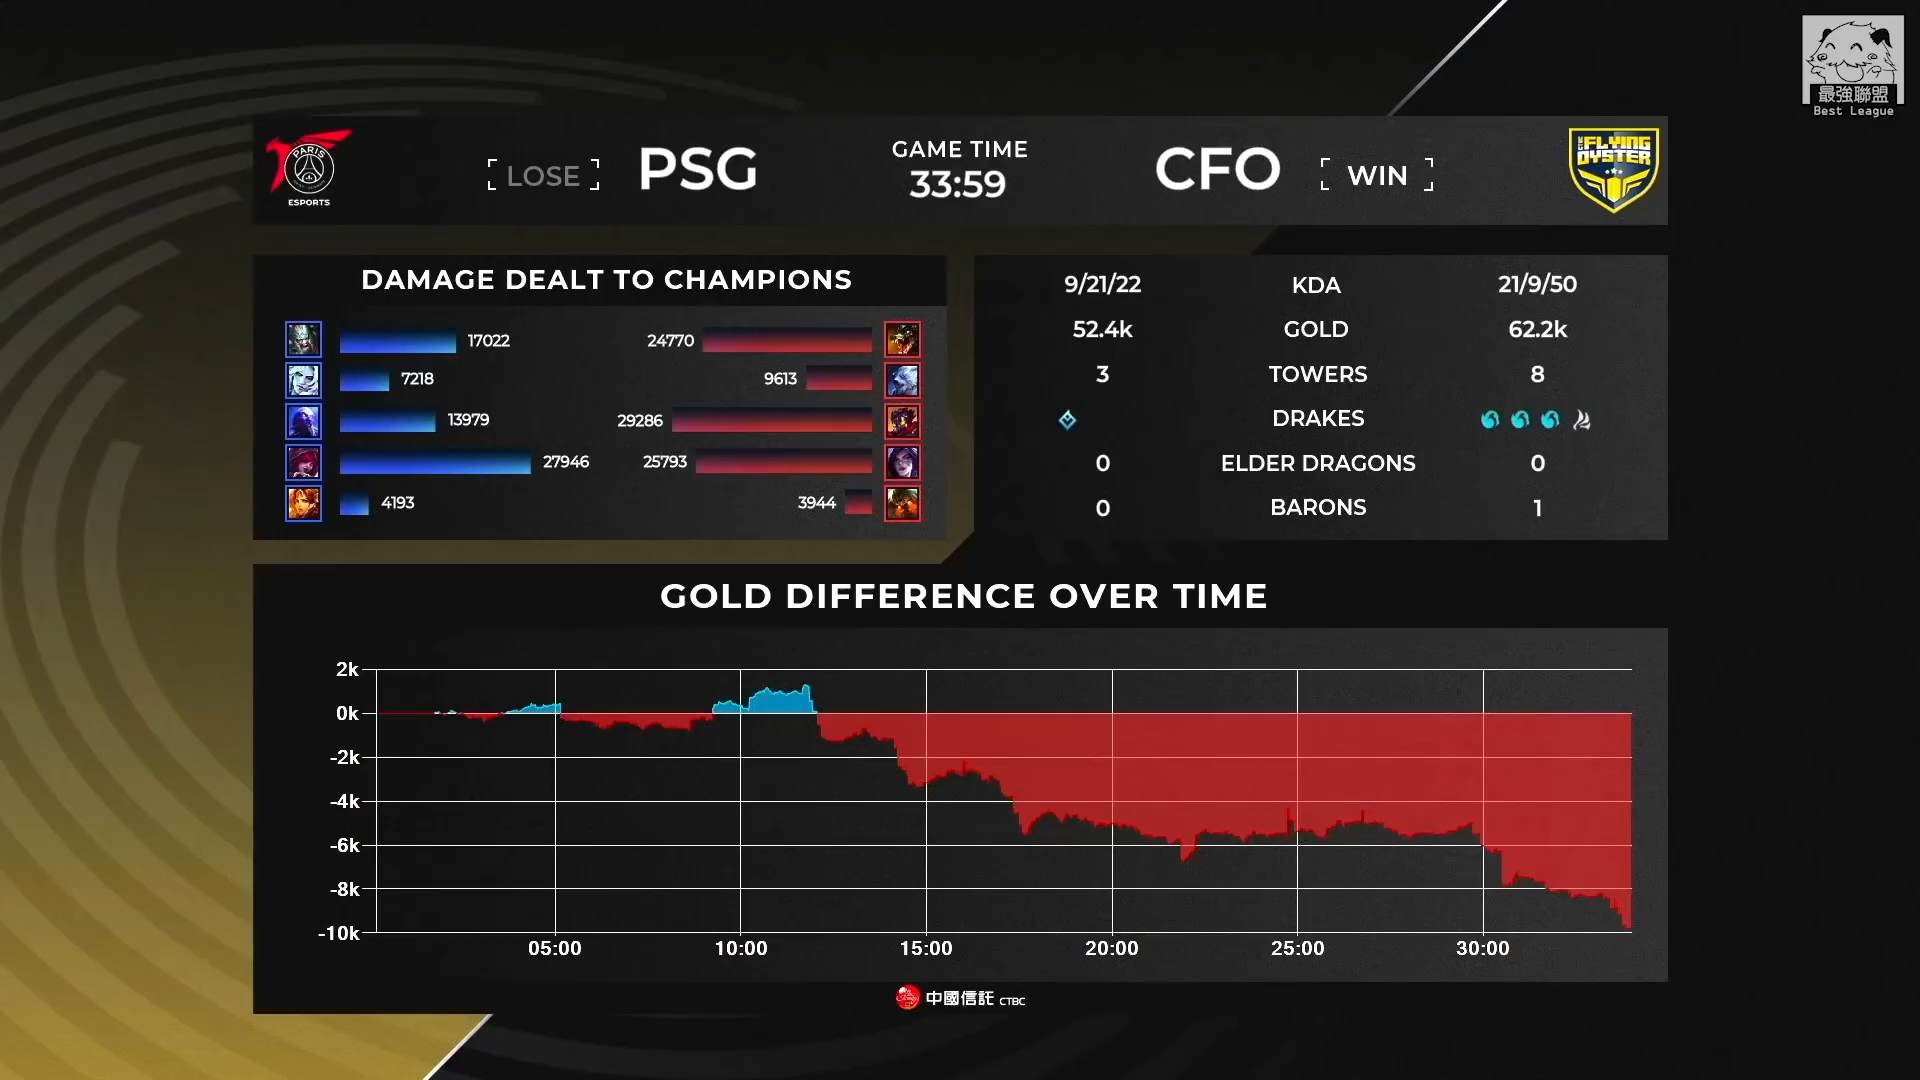 最強聯盟
Best League
PARIS
ESPORTS
LOSE
PSG
GAME TIME
33:59
CFO
WIN
FLYING
OYSTER
DAMAGE DEALT TO CHAMPIONS
17022 24770
7218 9613
13979 29286
27946 25793
4193 3944
9/21/22 KDA 21/9/50
52.4k GOLD 62.2k
3 TOWERS 8
DRAKES
0 ELDER DRAGONS 0
0 BARONS 1
GOLD DIFFERENCE OVER TIME
2k
0k
-2k
-4k
-6k
-8k
-10k
05:00 10:00 15:00 20:00 25:00 30:00
中國信託 CTBC